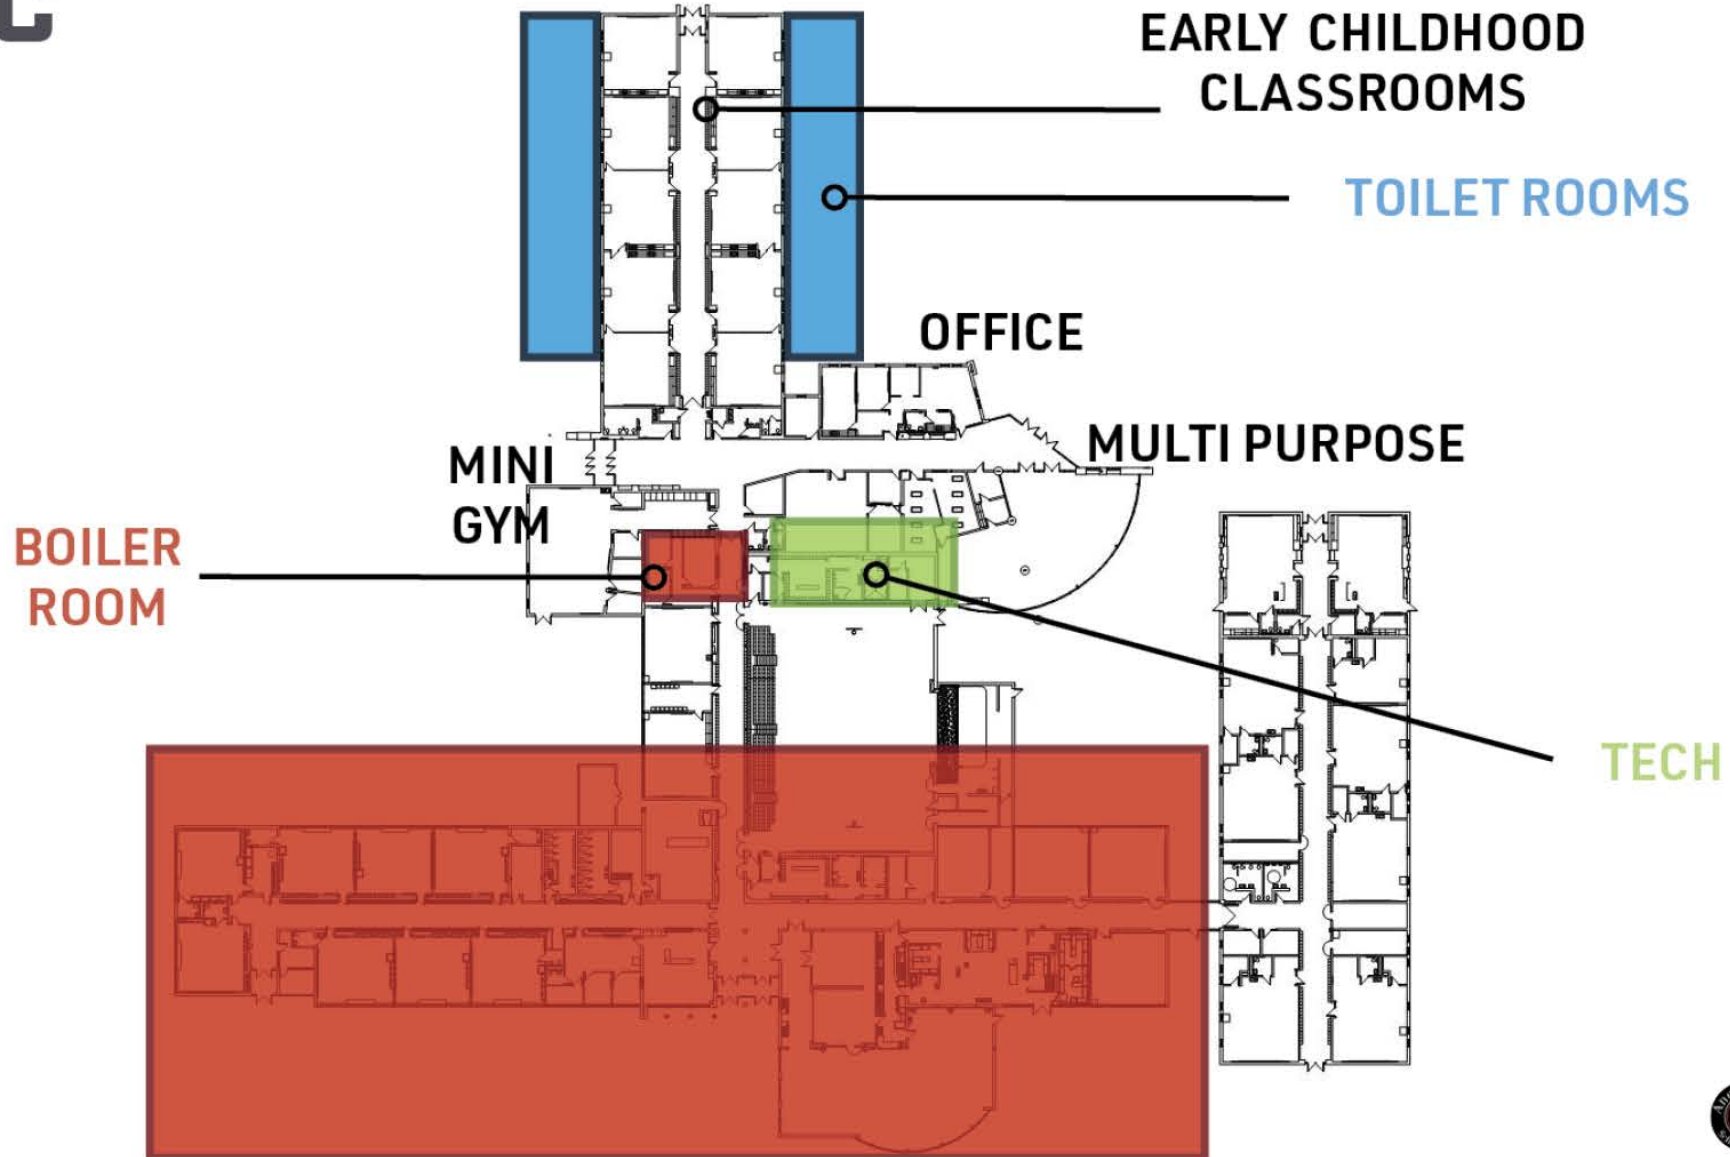 EARLY CHILDHOOD
CLASSROOMS
TOILET ROOMS
OFFICE
MULTI PURPOSE
MINI
GYM
BOILER
ROOM
TECH